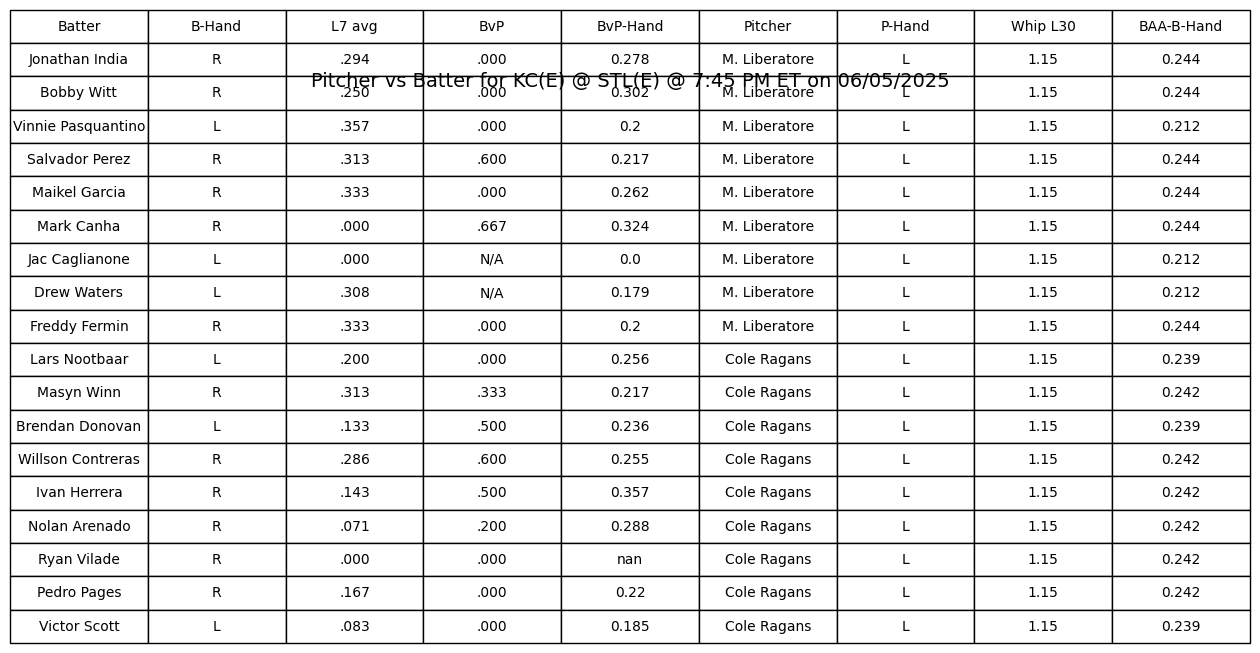 Batter B-Hand L7 avg BvP BvP-Hand Pitcher P-Hand Whip L30 BAA-B-Hand
Jonathan India R .294 .000 0.278 M. Liberatore L 1.15 0.244
Pitcher vs Batter for KC(E) @ STL(E) @ 7:45 PM ET on 06/05/2025
Bobby Witt R .250 .000 0.302 M. Liberatore L 1.15 0.244
Vinnie Pasquantino L .357 .000 0.2 M. Liberatore L 1.15 0.212
Salvador Perez R .313 .600 0.217 M. Liberatore L 1.15 0.244
Maikel Garcia R .333 .000 0.262 M. Liberatore L 1.15 0.244
Mark Canha R .000 .667 0.324 M. Liberatore L 1.15 0.244
Jac Caglianone L .000 N/A 0.0 M. Liberatore L 1.15 0.212
Drew Waters L .308 N/A 0.179 M. Liberatore L 1.15 0.212
Freddy Fermin R .333 .000 0.2 M. Liberatore L 1.15 0.244
Lars Nootbaar L .200 .000 0.256 Cole Ragans L 1.15 0.239
Masyn Winn R .313 .333 0.217 Cole Ragans L 1.15 0.242
Brendan Donovan L .133 .500 0.236 Cole Ragans L 1.15 0.239
Willson Contreras R .286 .600 0.255 Cole Ragans L 1.15 0.242
Ivan Herrera R .143 .500 0.357 Cole Ragans L 1.15 0.242
Nolan Arenado R .071 .200 0.288 Cole Ragans L 1.15 0.242
Ryan Vilade R .000 .000 nan Cole Ragans L 1.15 0.242
Pedro Pages R .167 .000 0.22 Cole Ragans L 1.15 0.242
Victor Scott L .083 .000 0.185 Cole Ragans L 1.15 0.239